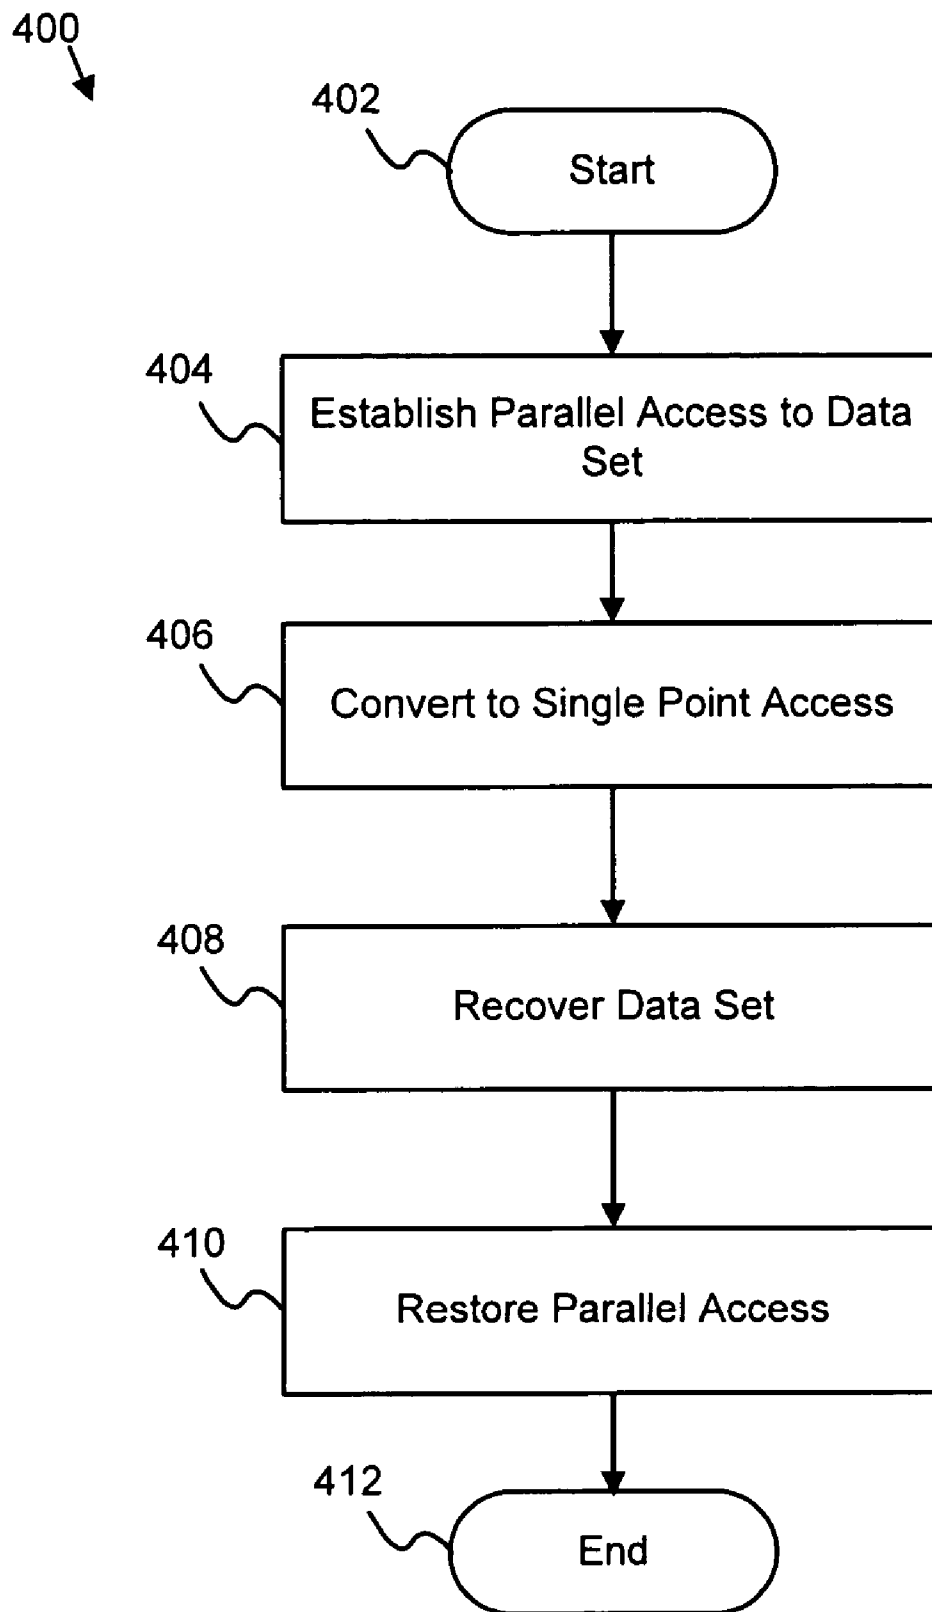 400
402
Start
404
Establish Parallel Access to Data
Set
406
Convert to Single Point Access
408
Recover Data Set
410
Restore Parallel Access
412
End